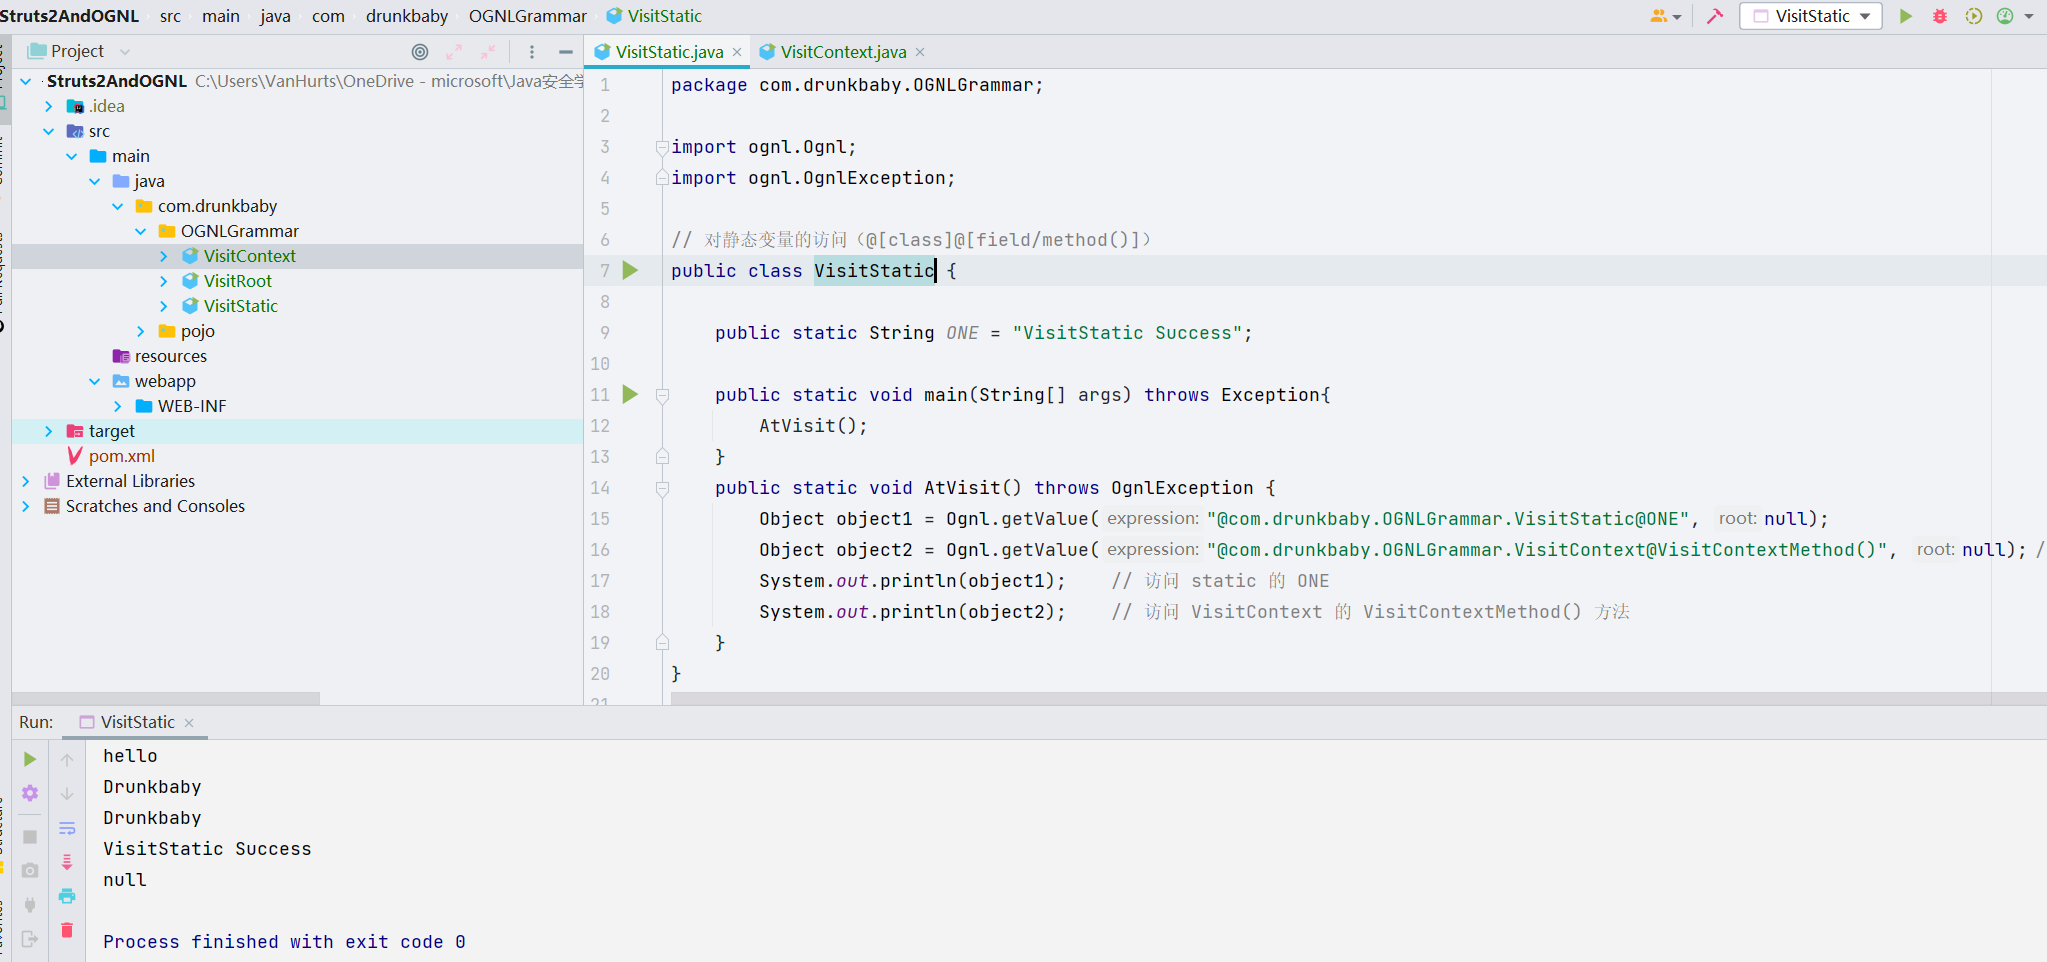 Struts2AndOGNL src main java com drunkbaby OGNLGrammar VisitStatic
VisitStatic
Project
Struts2AndOGNL C:\Users\VanHurts\OneDrive - microsoft\Java安全学
.idea
src
main
java
com.drunkbaby
OGNLGrammar
VisitContext
VisitRoot
VisitStatic
pojo
resources
webapp
WEB-INF
target
pom.xml
External Libraries
Scratches and Consoles
VisitStatic.java VisitContext.java
1 package com.drunkbaby.OGNLGrammar;
2
3 import ognl.Ognl;
4 import ognl.OgnlException;
5
6 // 对静态变量的访问（@[class]@[field/method()]）
7 public class VisitStatic {
8
9 public static String ONE = "VisitStatic Success";
10
11 public static void main(String[] args) throws Exception{
12 AtVisit();
13 }
14 public static void AtVisit() throws OgnlException {
15 Object object1 = Ognl.getValue( expression: "@com.drunkbaby.OGNLGrammar.VisitStatic@ONE", root: null);
16 Object object2 = Ognl.getValue( expression: "@com.drunkbaby.OGNLGrammar.VisitContext@VisitContextMethod()", root: null); /
17 System.out.println(object1); // 访问 static 的 ONE
18 System.out.println(object2); // 访问 VisitContext 的 VisitContextMethod() 方法
19 }
20 }
21
Run: VisitStatic
hello
Drunkbaby
Drunkbaby
VisitStatic Success
null
Process finished with exit code 0